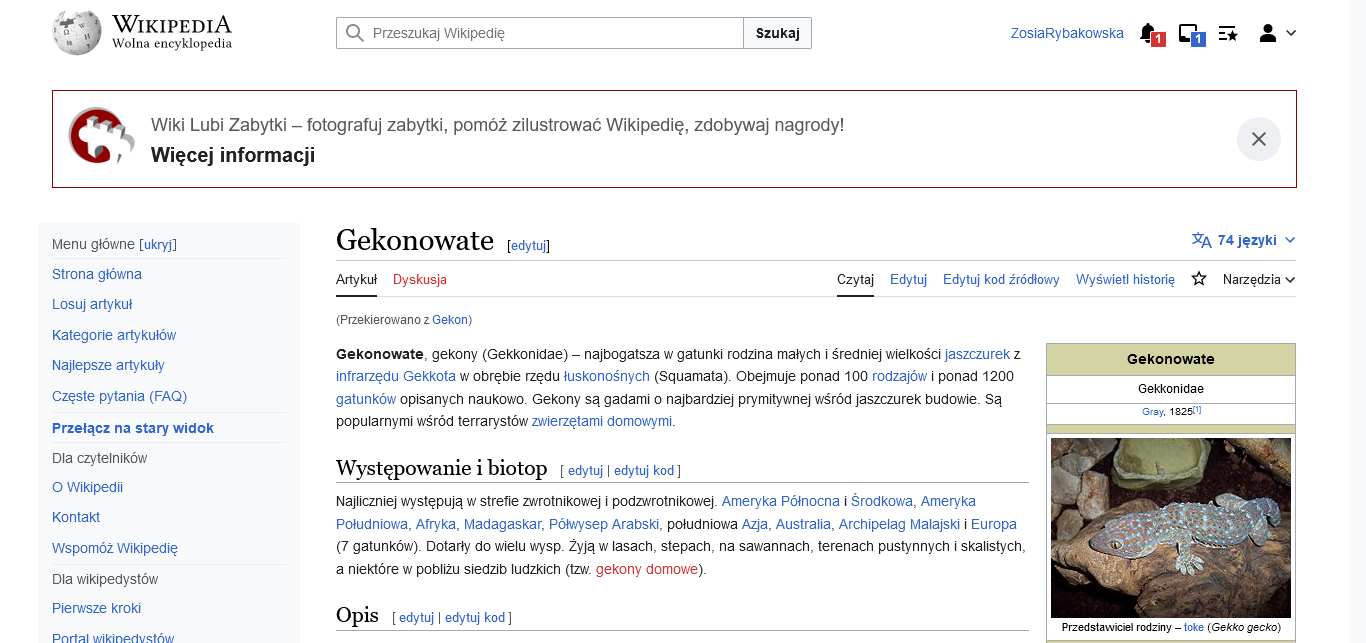 WIKIPEDIA
Wolna encyklopedia
Przeszukaj Wikipedię
Szukaj
ZosiaRybakowska
1
1
Wiki Lubi Zabytki – fotografuj zabytki, pomóż zilustrować Wikipedię, zdobywaj nagrody!
Więcej informacji
Menu główne [ukryj]
Strona główna
Losuj artykuł
Kategorie artykułów
Najlepsze artykuły
Częste pytania (FAQ)
Przełącz na stary widok
Dla czytelników
O Wikipedii
Kontakt
Wspomóż Wikipedię
Dla wikipedystów
Pierwsze kroki
Portal wikipedystów
Gekonowate [edytuj]
74 języki
Artykuł Dyskusja
Czytaj Edytuj Edytuj kod źródłowy Wyświetl historię Narzędzia
(Przekierowano z Gekon)
Gekonowate, gekony (Gekkonidae) – najbogatsza w gatunki rodzina małych i średniej wielkości jaszczurek z
infrarzędu Gekkota w obrębie rzędu łuskonośnych (Squamata). Obejmuje ponad 100 rodzajów i ponad 1200
gatunków opisanych naukowo. Gekony są gadami o najbardziej prymitywnej wśród jaszczurek budowie. Są
popularnymi wśród terrarystów zwierzętami domowymi.
Występowanie i biotop [ edytuj | edytuj kod ]
Najliczniej występują w strefie zwrotnikowej i podzwrotnikowej. Ameryka Północna i Środkowa, Ameryka
Południowa, Afryka, Madagaskar, Półwysep Arabski, południowa Azja, Australia, Archipelag Malajski i Europa
(7 gatunków). Dotarły do wielu wysp. Żyją w lasach, stepach, na sawannach, terenach pustynnych i skalistych,
a niektóre w pobliżu siedzib ludzkich (tzw. gekony domowe).
Opis [ edytuj | edytuj kod ]
Gekonowate
Gekkonidae
Gray, 1825[1]
Przedstawiciel rodziny – toke (Gekko gecko)